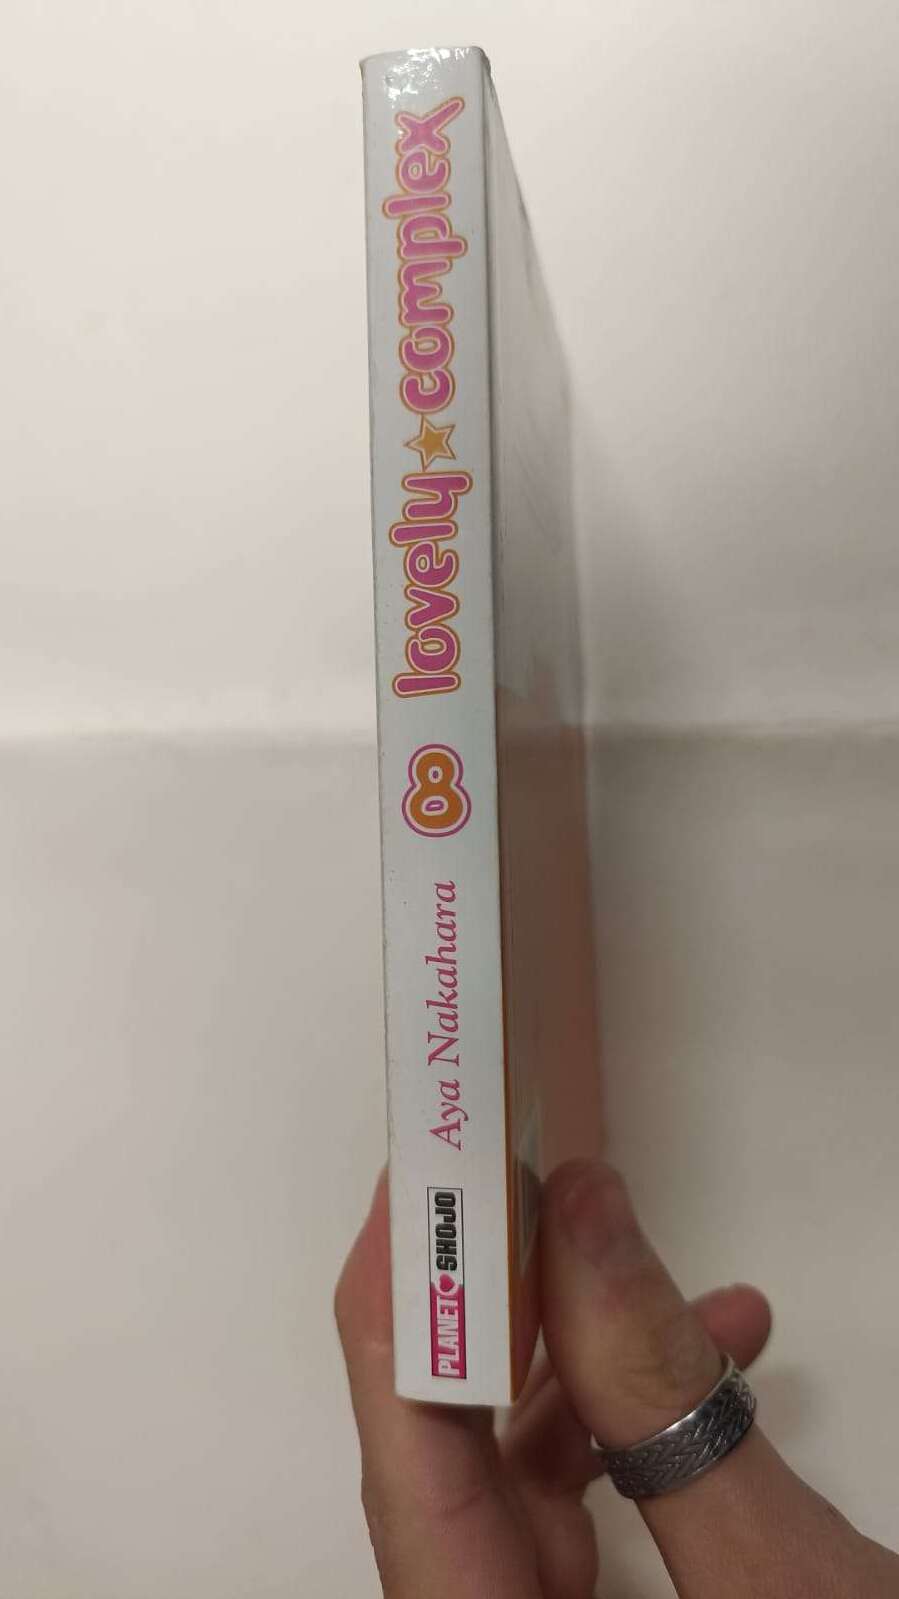 PLANET SHOJO
Aya Nakahara
8
lovely★complex